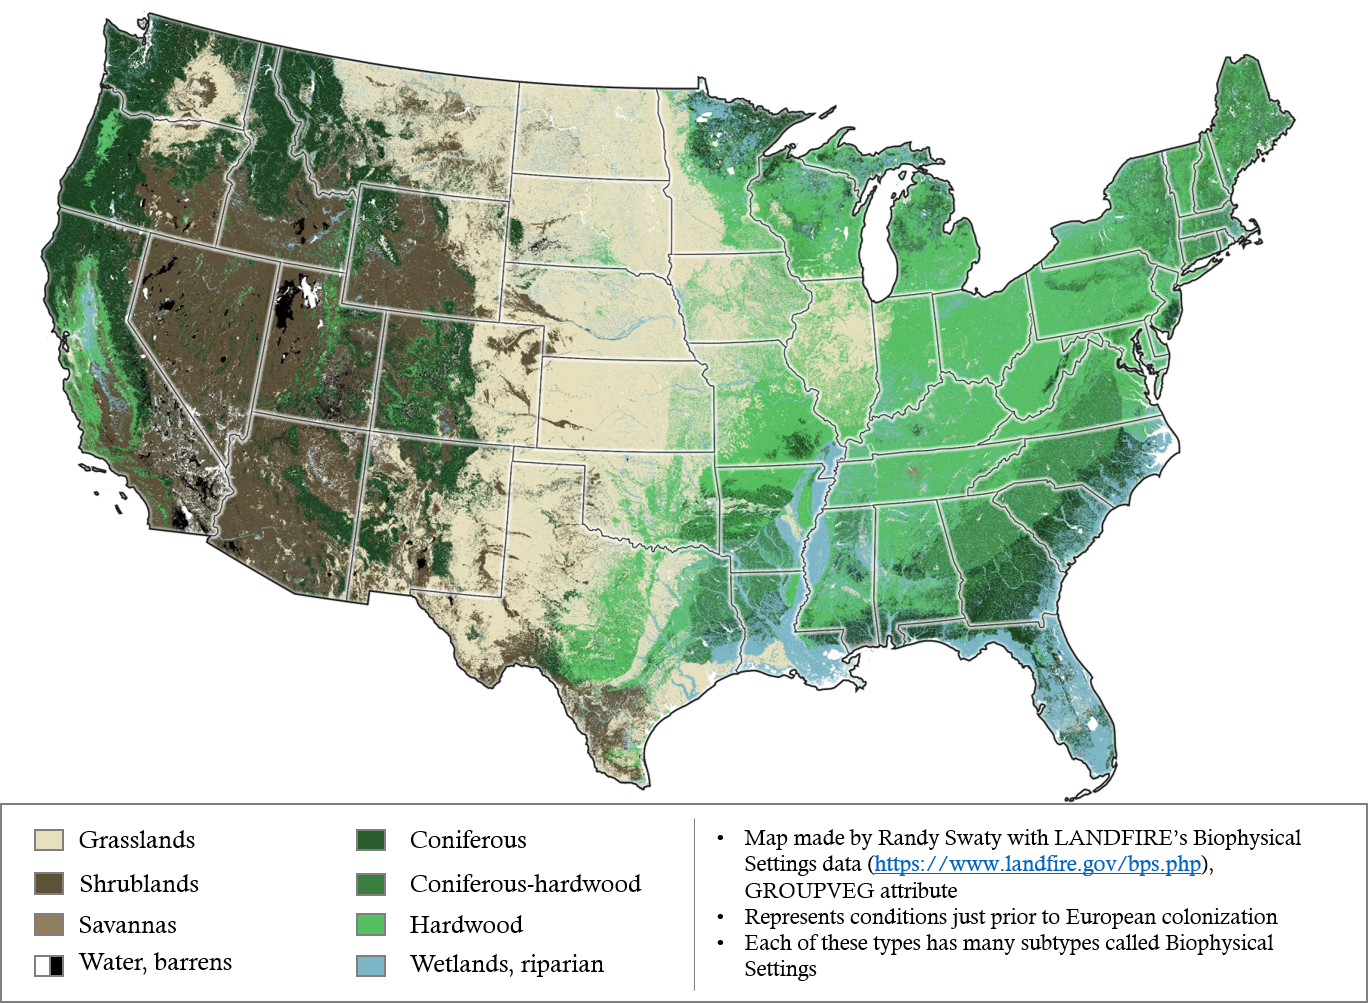 Grasslands
Shrublands
Savannas
Water, barrens
Coniferous
Coniferous-hardwood
Hardwood
Wetlands, riparian
• Map made by Randy Swaty with LANDFIRE’s Biophysical
Settings data (https://www.landfire.gov/bps.php),
GROUPVEG attribute
• Represents conditions just prior to European colonization
• Each of these types has many subtypes called Biophysical
Settings